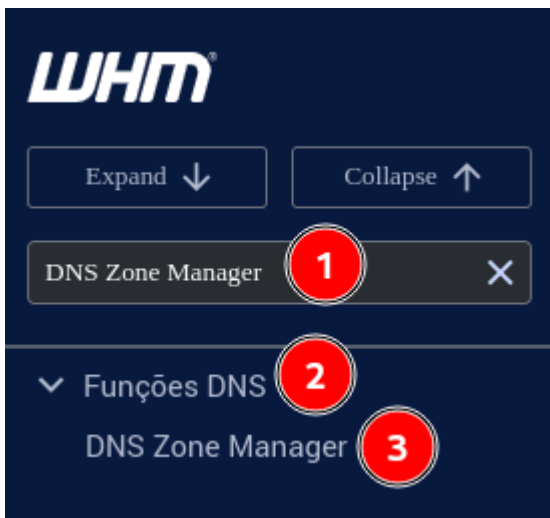 WHM®
Expand Collapse
DNS Zone Manager 1
Funções DNS 2
DNS Zone Manager 3